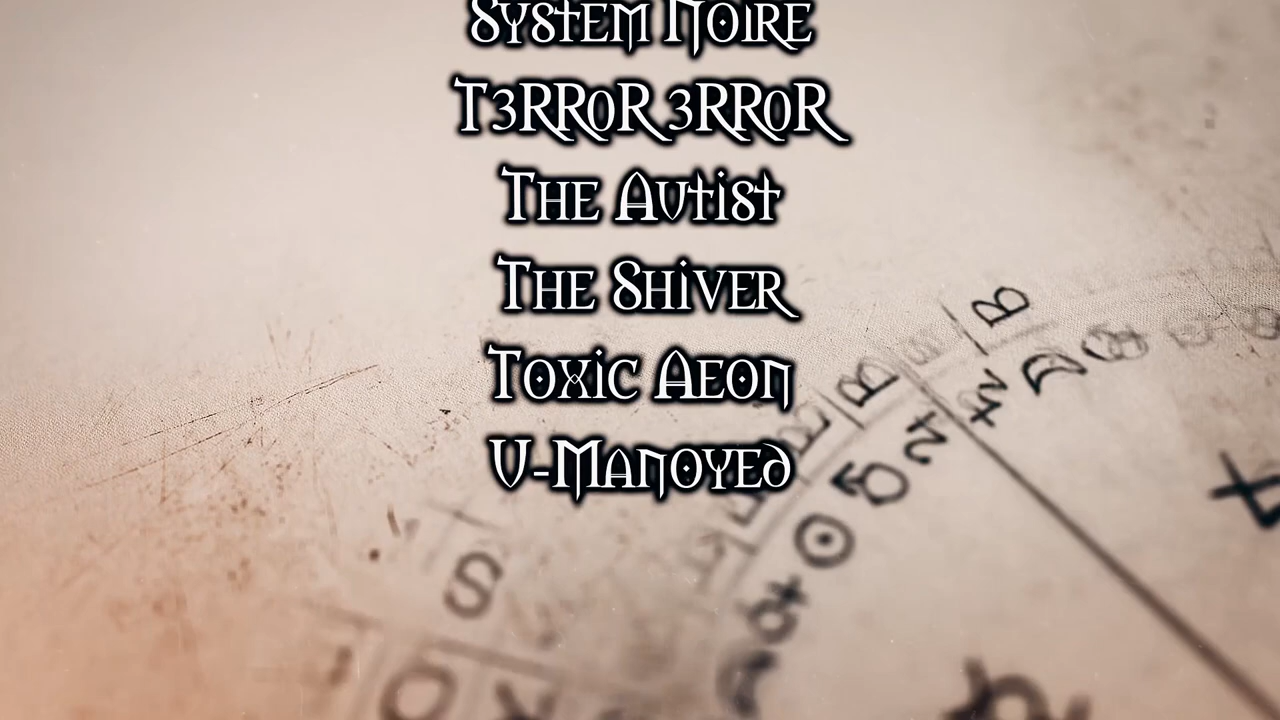 System Noire
T3RR0R 3RR0R
The Autist
The Shiver
Toxic Aeon
U-Manoyed
B
B
S